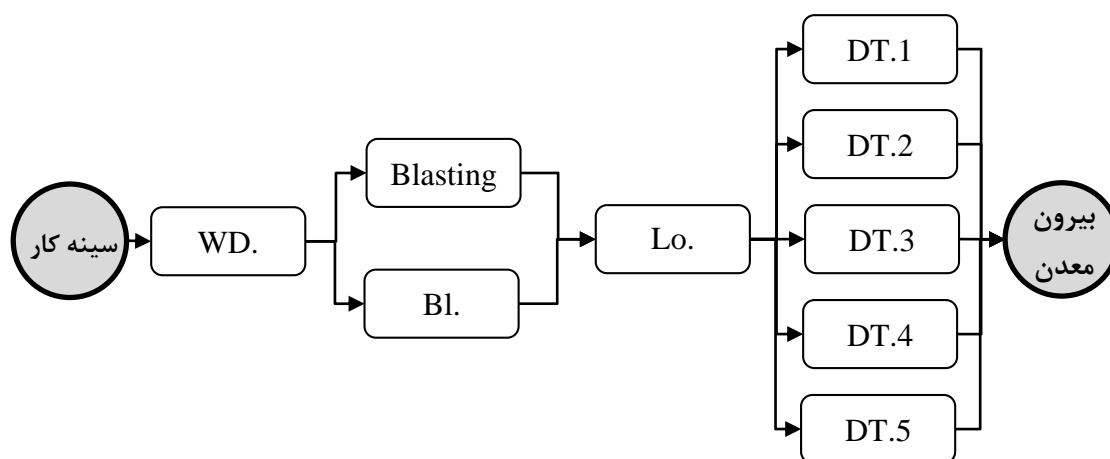 سینه کار
WD.
Blasting
Bl.
Lo.
DT.1
DT.2
DT.3
DT.4
DT.5
بیرون
معدن